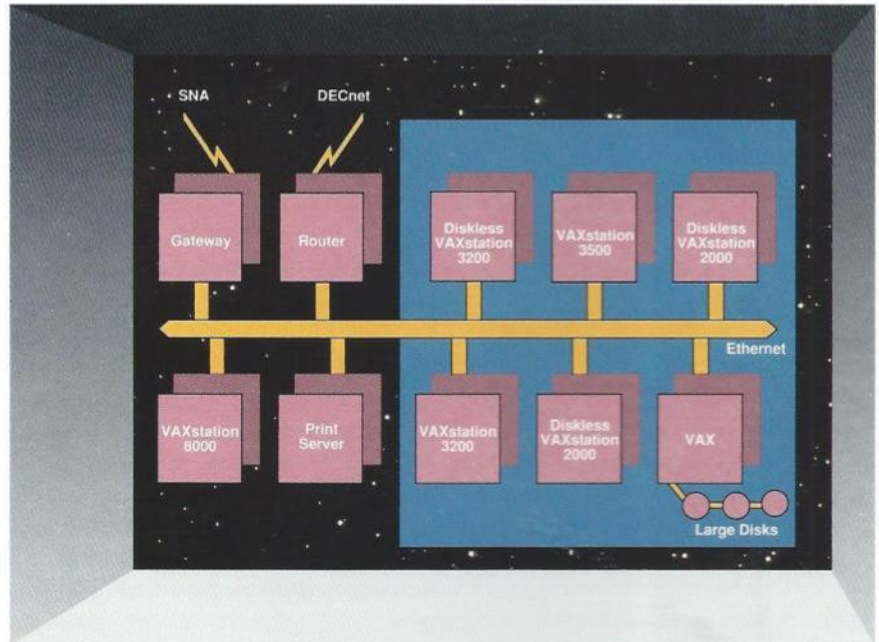 SNA
DECnet
Gateway
Router
Diskless
VAXstation
3200
VAXstation
3500
Diskless
VAXstation
2000
Ethernet
VAXstation
8000
Print
Server
VAXstation
3200
Diskless
VAXstation
2000
VAX
Large Disks